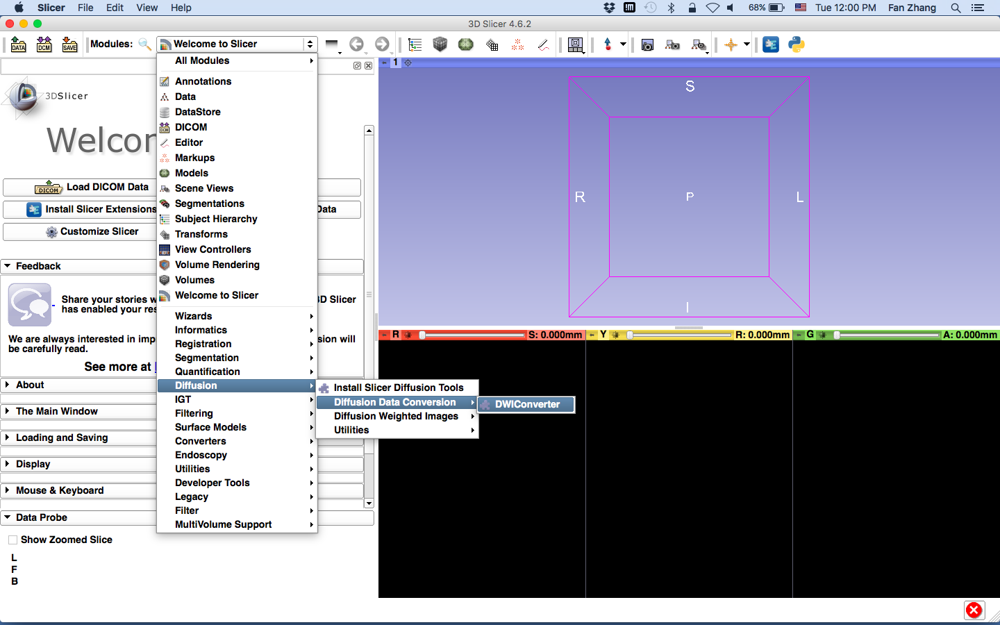 Slicer File Edit View Help 68% Tue 12:00 PM Fan Zhang
3D Slicer 4.6.2
DATA DCM SAVE Modules: Welcome to Slicer
All Modules
Annotations
Data
DataStore
DICOM
Editor
Markups
Models
Scene Views
Segmentations
Subject Hierarchy
Transforms
View Controllers
Volume Rendering
Volumes
Welcome to Slicer
Wizards
Informatics
Registration
Segmentation
Quantification
Diffusion
IGT
Filtering
Surface Models
Converters
Endoscopy
Utilities
Developer Tools
Legacy
Filter
MultiVolume Support
Install Slicer Diffusion Tools
Diffusion Data Conversion
Diffusion Weighted Images
Utilities
DWIConverter
3DSlicer
Welcom
DICOM Load DICOM Data
Install Slicer Extensions Data
Customize Slicer
Feedback
Share your stories w 3D Slicer
has enabled your res
We are always interested in imp sion will
be carefully read.
See more at
About
The Main Window
Loading and Saving
Display
Mouse & Keyboard
Data Probe
Show Zoomed Slice
L
F
B
1
S
R P L
I
R S: 0.000mm
Y R: 0.000mm
G A: 0.000mm